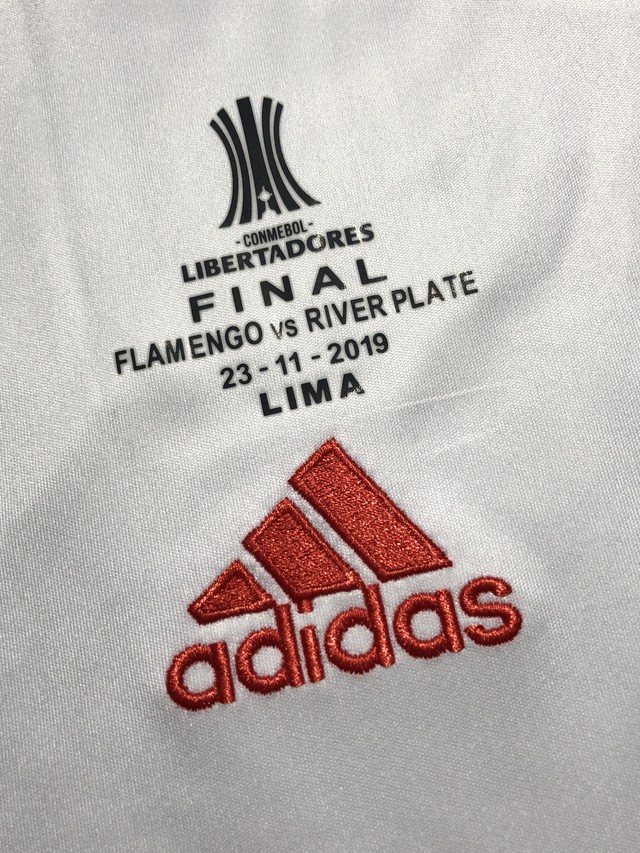 - CONMEBOL -
LIBERTADORES
FINAL
FLAMENGO vs RIVER PLATE
23 - 11 - 2019
LIMA
adidas